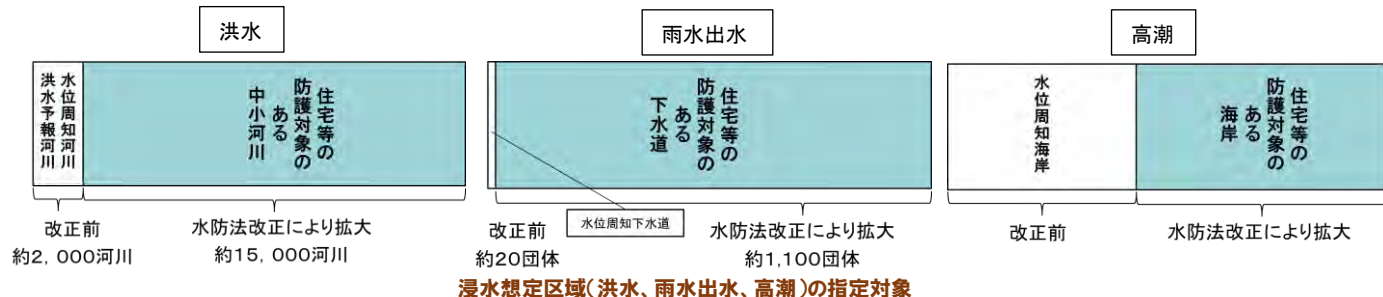 洪水
水位周知河川
洪水予報河川
住宅等の
防護対象の
ある
中小河川
改正前
約2,000河川
水防法改正により拡大
約15,000河川
雨水出水
住宅等の
防護対象の
ある
下水道
水位周知下水道
改正前
約20団体
水防法改正により拡大
約1,100団体
高潮
水位周知海岸
住宅等の
防護対象の
ある
海岸
改正前
水防法改正により拡大
浸水想定区域(洪水、雨水出水、高潮)の指定対象